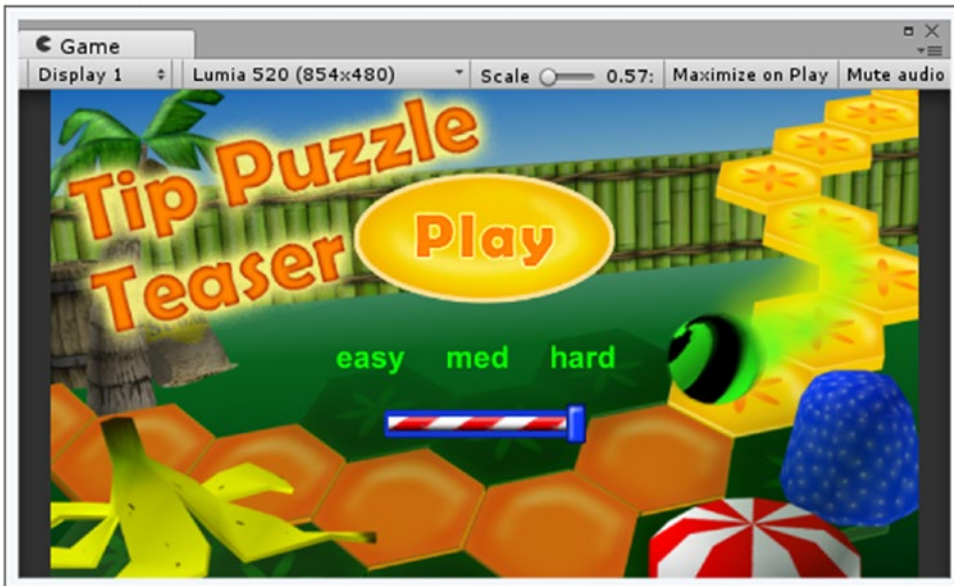 Game
Display 1 Lumia 520 (854x480) Scale 0.57: Maximize on Play Mute audio
Tip Puzzle
Teaser
Play
easy med hard